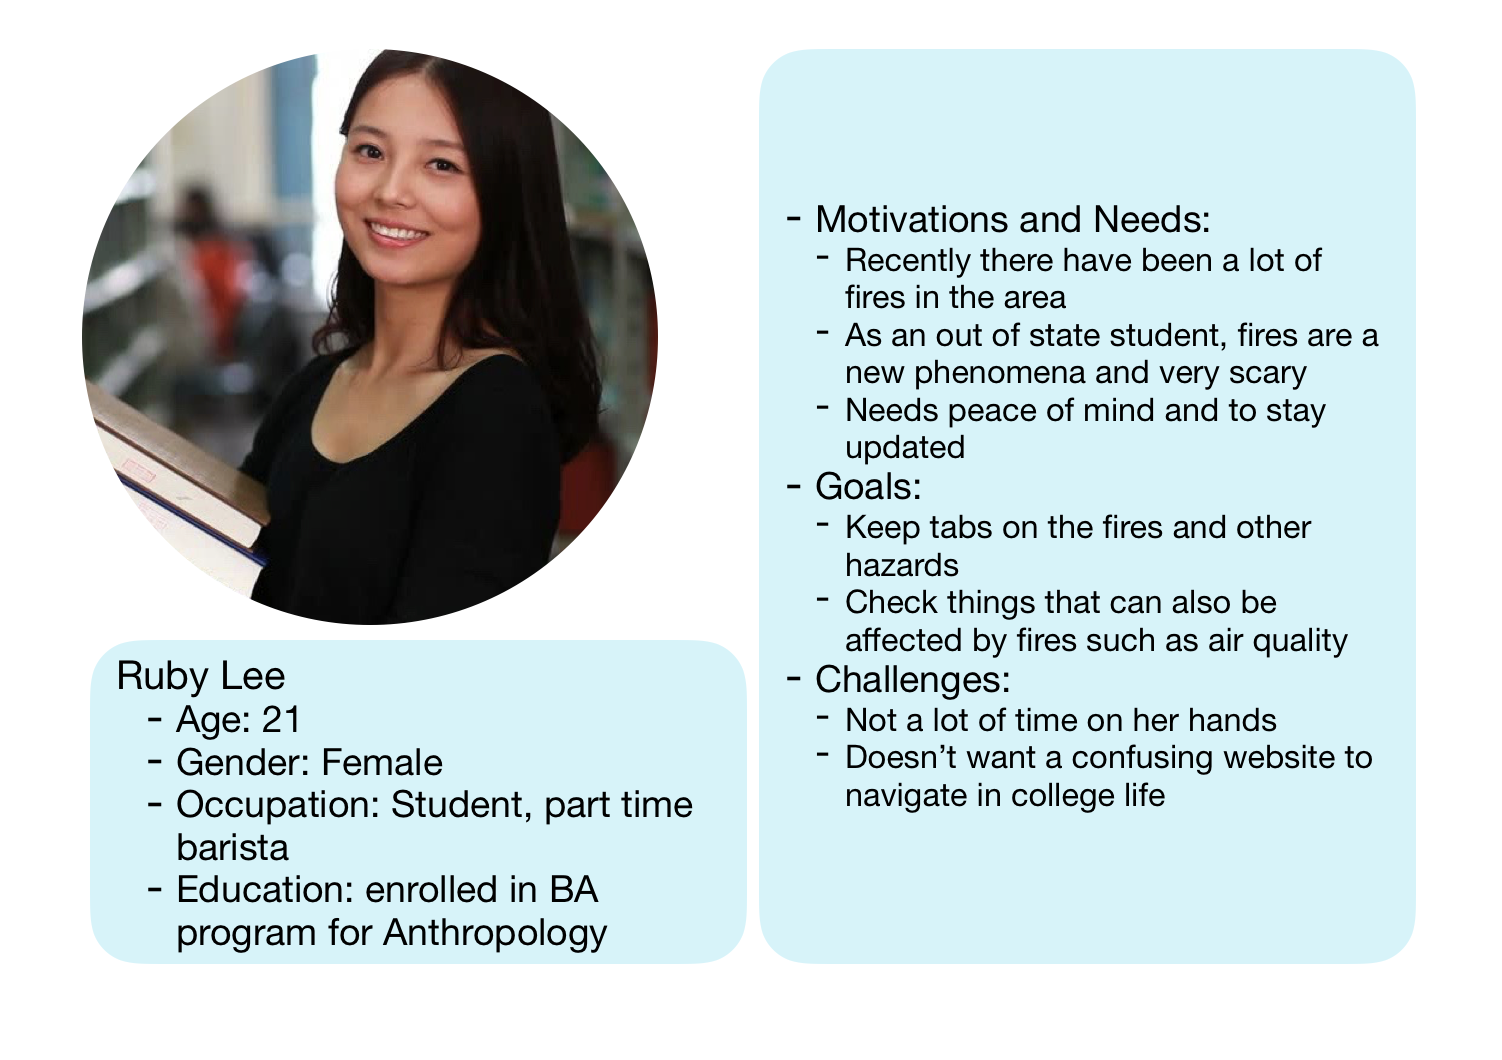 Ruby Lee
- Age: 21
- Gender: Female
- Occupation: Student, part time
barista
- Education: enrolled in BA
program for Anthropology
- Motivations and Needs:
- Recently there have been a lot of
fires in the area
- As an out of state student, fires are a
new phenomena and very scary
- Needs peace of mind and to stay
updated
- Goals:
- Keep tabs on the fires and other
hazards
- Check things that can also be
affected by fires such as air quality
- Challenges:
- Not a lot of time on her hands
- Doesn’t want a confusing website to
navigate in college life